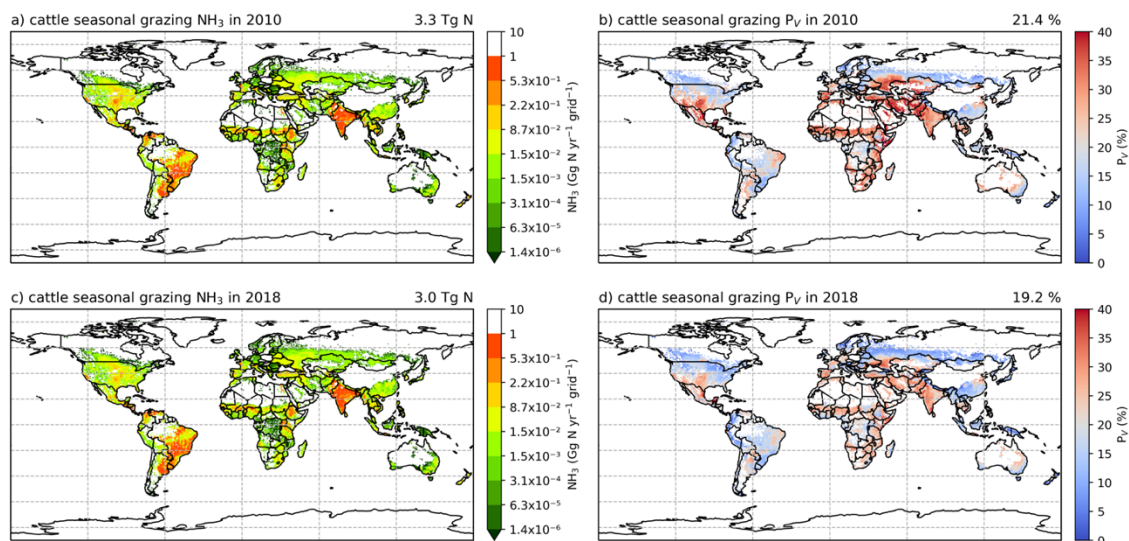 a) cattle seasonal grazing NH₃ in 2010 3.3 Tg N
10
1
5.3x10⁻¹
2.2x10⁻¹
8.7x10⁻²
1.5x10⁻²
1.5x10⁻³
3.1x10⁻⁴
6.3x10⁻⁵
1.4x10⁻⁶
NH₃ (Gg N yr⁻¹ grid⁻¹)
b) cattle seasonal grazing Pᵥ in 2010 21.4 %
40
35
30
25
20
15
10
5
0
Pᵥ (%)
c) cattle seasonal grazing NH₃ in 2018 3.0 Tg N
10
1
5.3x10⁻¹
2.2x10⁻¹
8.7x10⁻²
1.5x10⁻²
1.5x10⁻³
3.1x10⁻⁴
6.3x10⁻⁵
1.4x10⁻⁶
NH₃ (Gg N yr⁻¹ grid⁻¹)
d) cattle seasonal grazing Pᵥ in 2018 19.2 %
40
35
30
25
20
15
10
5
0
Pᵥ (%)